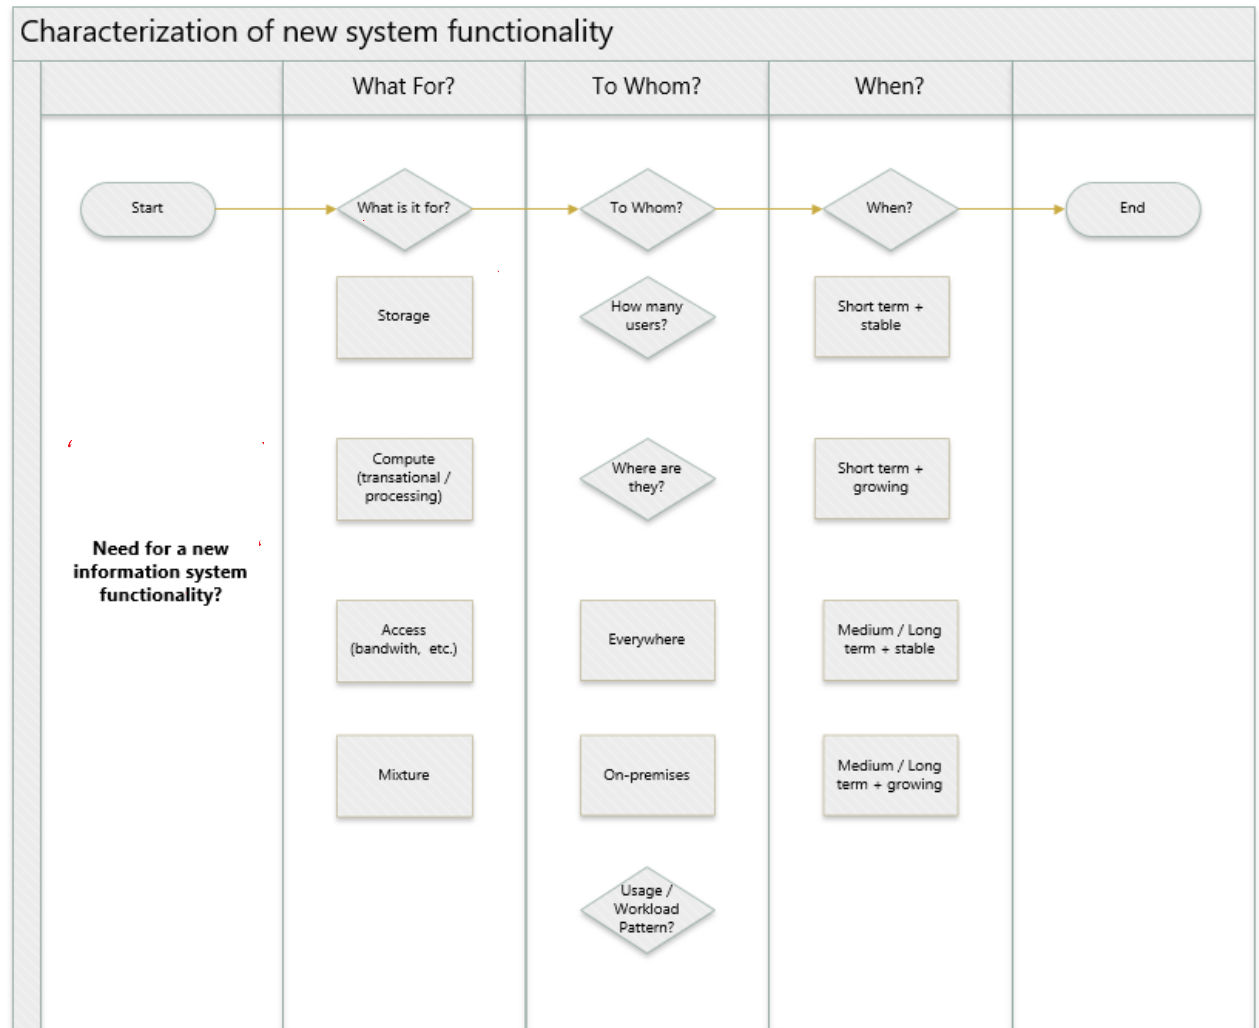 Characterization of new system functionality
What For?
To Whom?
When?
Start
What is it for?
To Whom?
When?
End
Storage
How many
users?
Short term +
stable
Compute
(transational /
processing)
Where are
they?
Short term +
growing
Need for a new
information system
functionality?
Access
(bandwith, etc.)
Everywhere
Medium / Long
term + stable
Mixture
On-premises
Medium / Long
term + growing
Usage /
Workload
Pattern?